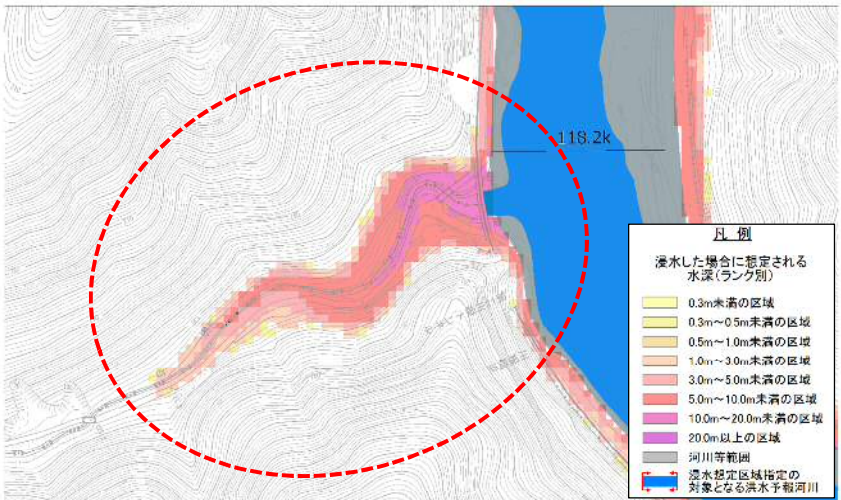 118.2k
凡 例
浸水した場合に想定される
水深(ランク別)
0.3m未満の区域
0.3m～0.5m未満の区域
0.5m～1.0m未満の区域
1.0m～3.0m未満の区域
3.0m～5.0m未満の区域
5.0m～10.0m未満の区域
10.0m～20.0m未満の区域
20.0m以上の区域
河川等範囲
浸水想定区域指定の
対象となる洪水予報河川